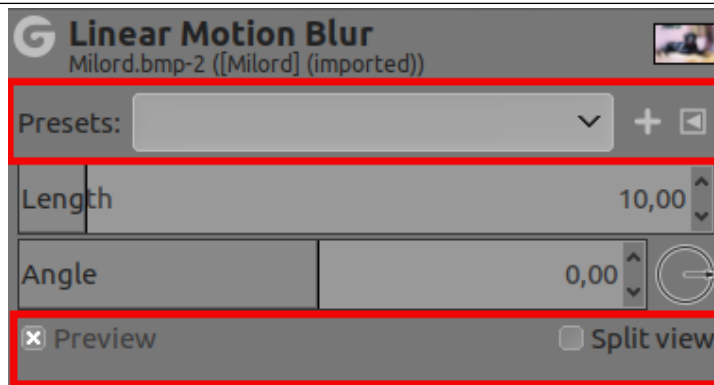 G Linear Motion Blur
Milord.bmp-2 ([Milord] (imported))
Presets:
Length 10,00
Angle 0,00
Preview Split view